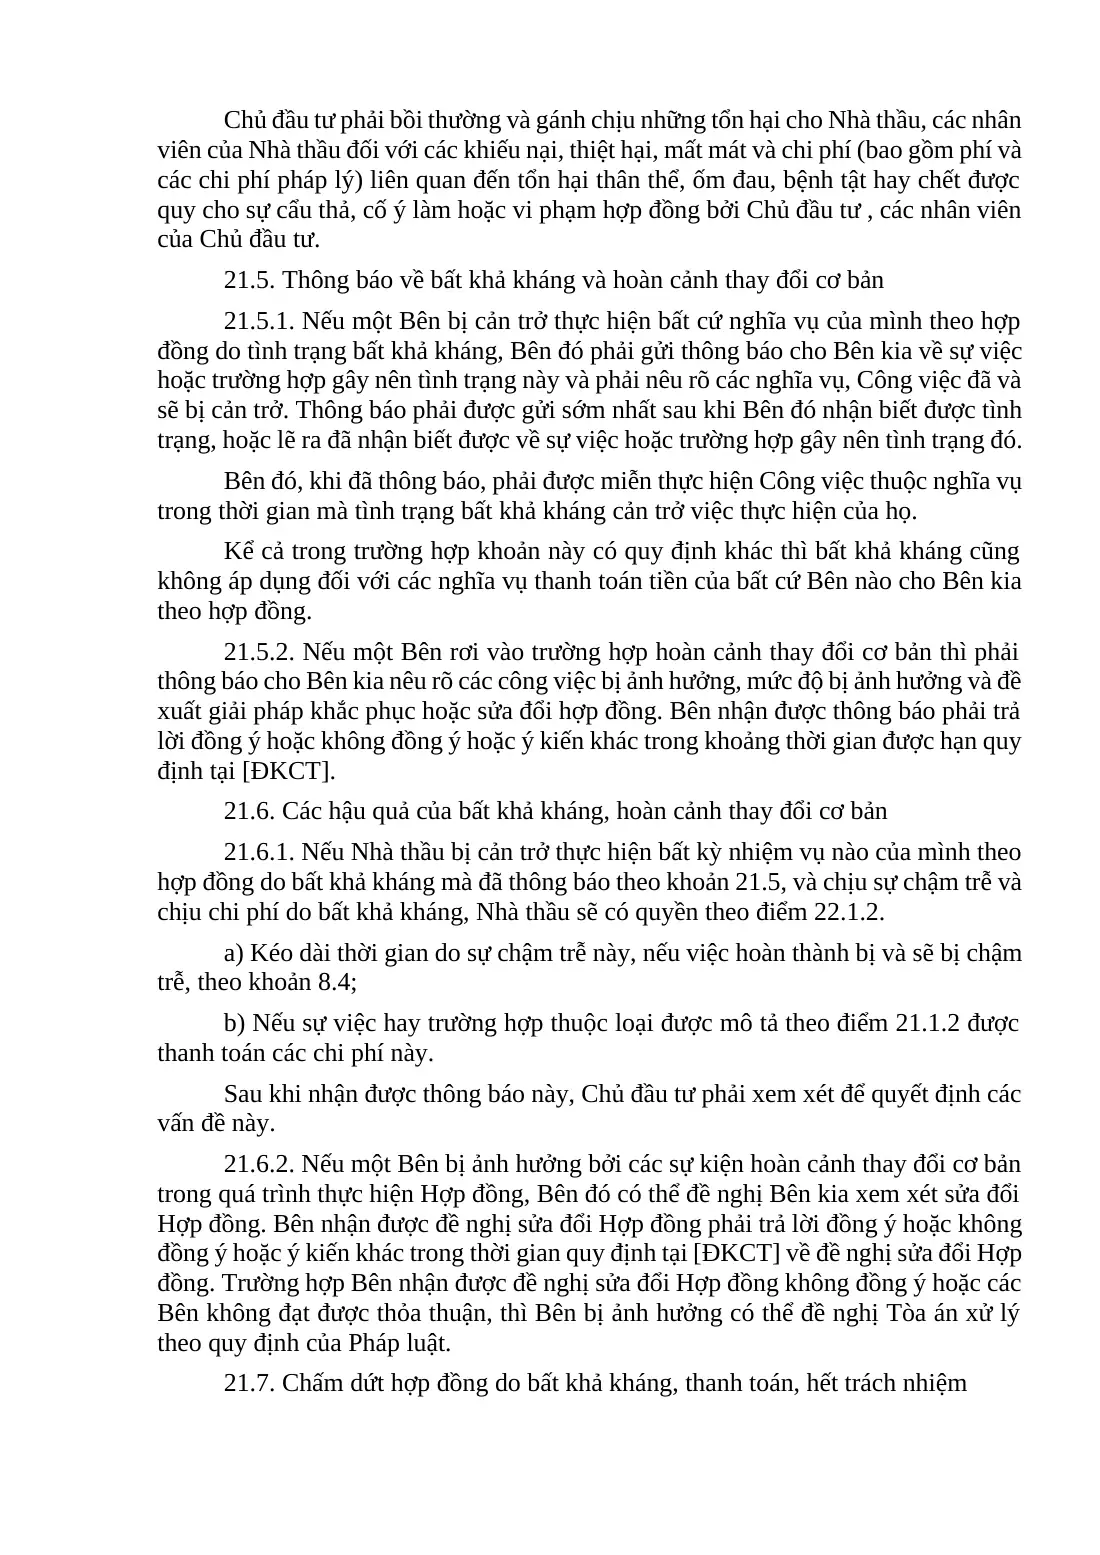 Chủ đầu tư phải bồi thường và gánh chịu những tổn hại cho Nhà thầu, các nhân
viên của Nhà thầu đối với các khiếu nại, thiệt hại, mất mát và chi phí (bao gồm phí và
các chi phí pháp lý) liên quan đến tổn hại thân thể, ốm đau, bệnh tật hay chết được
quy cho sự cẩu thả, cố ý làm hoặc vi phạm hợp đồng bởi Chủ đầu tư , các nhân viên
của Chủ đầu tư.
21.5. Thông báo về bất khả kháng và hoàn cảnh thay đổi cơ bản
21.5.1. Nếu một Bên bị cản trở thực hiện bất cứ nghĩa vụ của mình theo hợp
đồng do tình trạng bất khả kháng, Bên đó phải gửi thông báo cho Bên kia về sự việc
hoặc trường hợp gây nên tình trạng này và phải nêu rõ các nghĩa vụ, Công việc đã và
sẽ bị cản trở. Thông báo phải được gửi sớm nhất sau khi Bên đó nhận biết được tình
trạng, hoặc lẽ ra đã nhận biết được về sự việc hoặc trường hợp gây nên tình trạng đó.
Bên đó, khi đã thông báo, phải được miễn thực hiện Công việc thuộc nghĩa vụ
trong thời gian mà tình trạng bất khả kháng cản trở việc thực hiện của họ.
Kể cả trong trường hợp khoản này có quy định khác thì bất khả kháng cũng
không áp dụng đối với các nghĩa vụ thanh toán tiền của bất cứ Bên nào cho Bên kia
theo hợp đồng.
21.5.2. Nếu một Bên rơi vào trường hợp hoàn cảnh thay đổi cơ bản thì phải
thông báo cho Bên kia nêu rõ các công việc bị ảnh hưởng, mức độ bị ảnh hưởng và đề
xuất giải pháp khắc phục hoặc sửa đổi hợp đồng. Bên nhận được thông báo phải trả
lời đồng ý hoặc không đồng ý hoặc ý kiến khác trong khoảng thời gian được hạn quy
định tại [ĐKCT].
21.6. Các hậu quả của bất khả kháng, hoàn cảnh thay đổi cơ bản
21.6.1. Nếu Nhà thầu bị cản trở thực hiện bất kỳ nhiệm vụ nào của mình theo
hợp đồng do bất khả kháng mà đã thông báo theo khoản 21.5, và chịu sự chậm trễ và
chịu chi phí do bất khả kháng, Nhà thầu sẽ có quyền theo điểm 22.1.2.
a) Kéo dài thời gian do sự chậm trễ này, nếu việc hoàn thành bị và sẽ bị chậm
trễ, theo khoản 8.4;
b) Nếu sự việc hay trường hợp thuộc loại được mô tả theo điểm 21.1.2 được
thanh toán các chi phí này.
Sau khi nhận được thông báo này, Chủ đầu tư phải xem xét để quyết định các
vấn đề này.
21.6.2. Nếu một Bên bị ảnh hưởng bởi các sự kiện hoàn cảnh thay đổi cơ bản
trong quá trình thực hiện Hợp đồng, Bên đó có thể đề nghị Bên kia xem xét sửa đổi
Hợp đồng. Bên nhận được đề nghị sửa đổi Hợp đồng phải trả lời đồng ý hoặc không
đồng ý hoặc ý kiến khác trong thời gian quy định tại [ĐKCT] về đề nghị sửa đổi Hợp
đồng. Trường hợp Bên nhận được đề nghị sửa đổi Hợp đồng không đồng ý hoặc các
Bên không đạt được thỏa thuận, thì Bên bị ảnh hưởng có thể đề nghị Tòa án xử lý
theo quy định của Pháp luật.
21.7. Chấm dứt hợp đồng do bất khả kháng, thanh toán, hết trách nhiệm